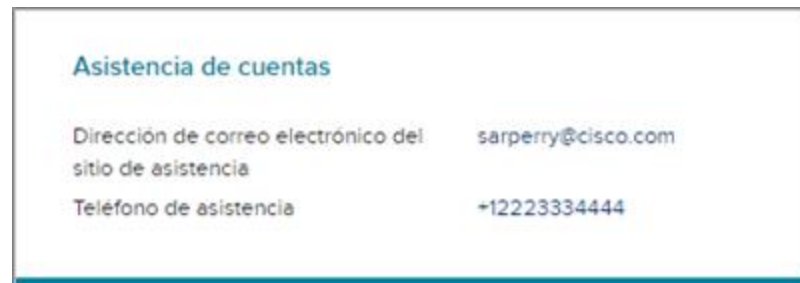 Asistencia de cuentas
Dirección de correo electrónico del sarperry@cisco.com
sitio de asistencia
Teléfono de asistencia +12223334444